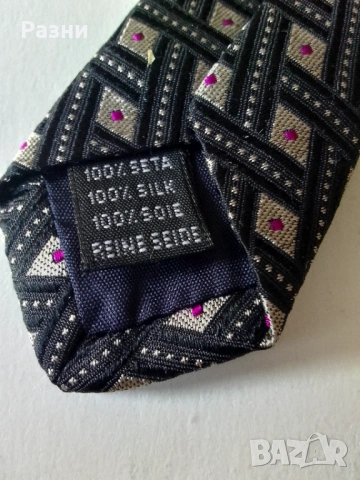 Разни
100% SETA
100% SILK
100% SOIE
REINE SEIDE
BAZAR